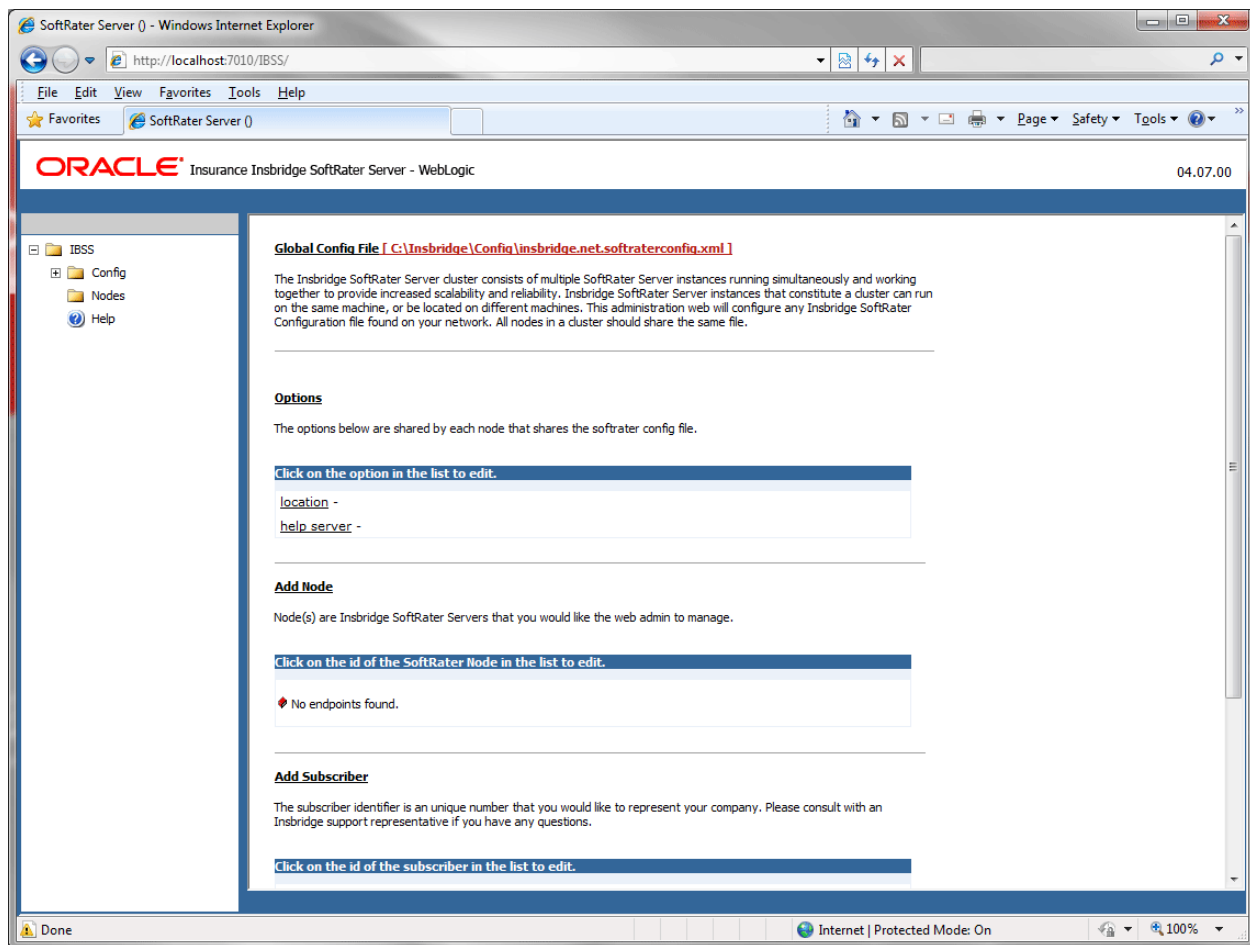 SoftRater Server () - Windows Internet Explorer
http://localhost:7010/IBSS/
File Edit View Favorites Tools Help
Favorites SoftRater Server () Page Safety Tools »
ORACLE® Insurance Insbridge SoftRater Server - WebLogic 04.07.00
IBSS
Config
Nodes
Help
Global Config File [ C:\Insbridge\Config\insbridge.net.softraterconfig.xml ]
The Insbridge SoftRater Server cluster consists of multiple SoftRater Server instances running simultaneously and working
together to provide increased scalability and reliability. Insbridge SoftRater Server instances that constitute a cluster can run
on the same machine, or be located on different machines. This administration web will configure any Insbridge SoftRater
Configuration file found on your network. All nodes in a cluster should share the same file.
Options
The options below are shared by each node that shares the softrater config file.
Click on the option in the list to edit.
location -
help server -
Add Node
Node(s) are Insbridge SoftRater Servers that you would like the web admin to manage.
Click on the id of the SoftRater Node in the list to edit.
No endpoints found.
Add Subscriber
The subscriber identifier is an unique number that you would like to represent your company. Please consult with an
Insbridge support representative if you have any questions.
Click on the id of the subscriber in the list to edit.
Done Internet | Protected Mode: On 100%